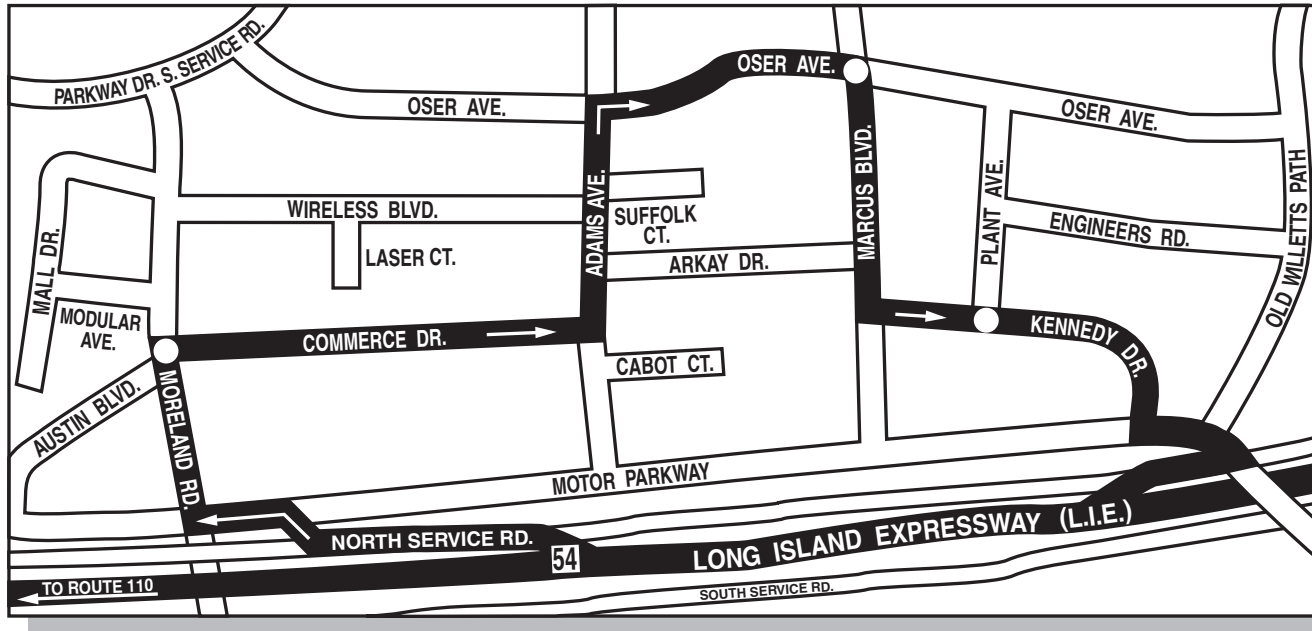 PARKWAY DR. S. SERVICE RD.
OSER AVE.
OSER AVE.
OSER AVE.
MALL DR.
WIRELESS BLVD.
LASER CT.
ADAMS AVE.
SUFFOLK
CT.
ARKAY DR.
MARCUS BLVD.
PLANT AVE.
ENGINEERS RD.
OLD WILLETTS PATH
MODULAR
AVE.
COMMERCE DR.
CABOT CT.
KENNEDY DR.
AUSTIN BLVD.
MORELAND RD.
MOTOR PARKWAY
NORTH SERVICE RD.
54
LONG ISLAND EXPRESSWAY (L.I.E.)
TO ROUTE 110
SOUTH SERVICE RD.